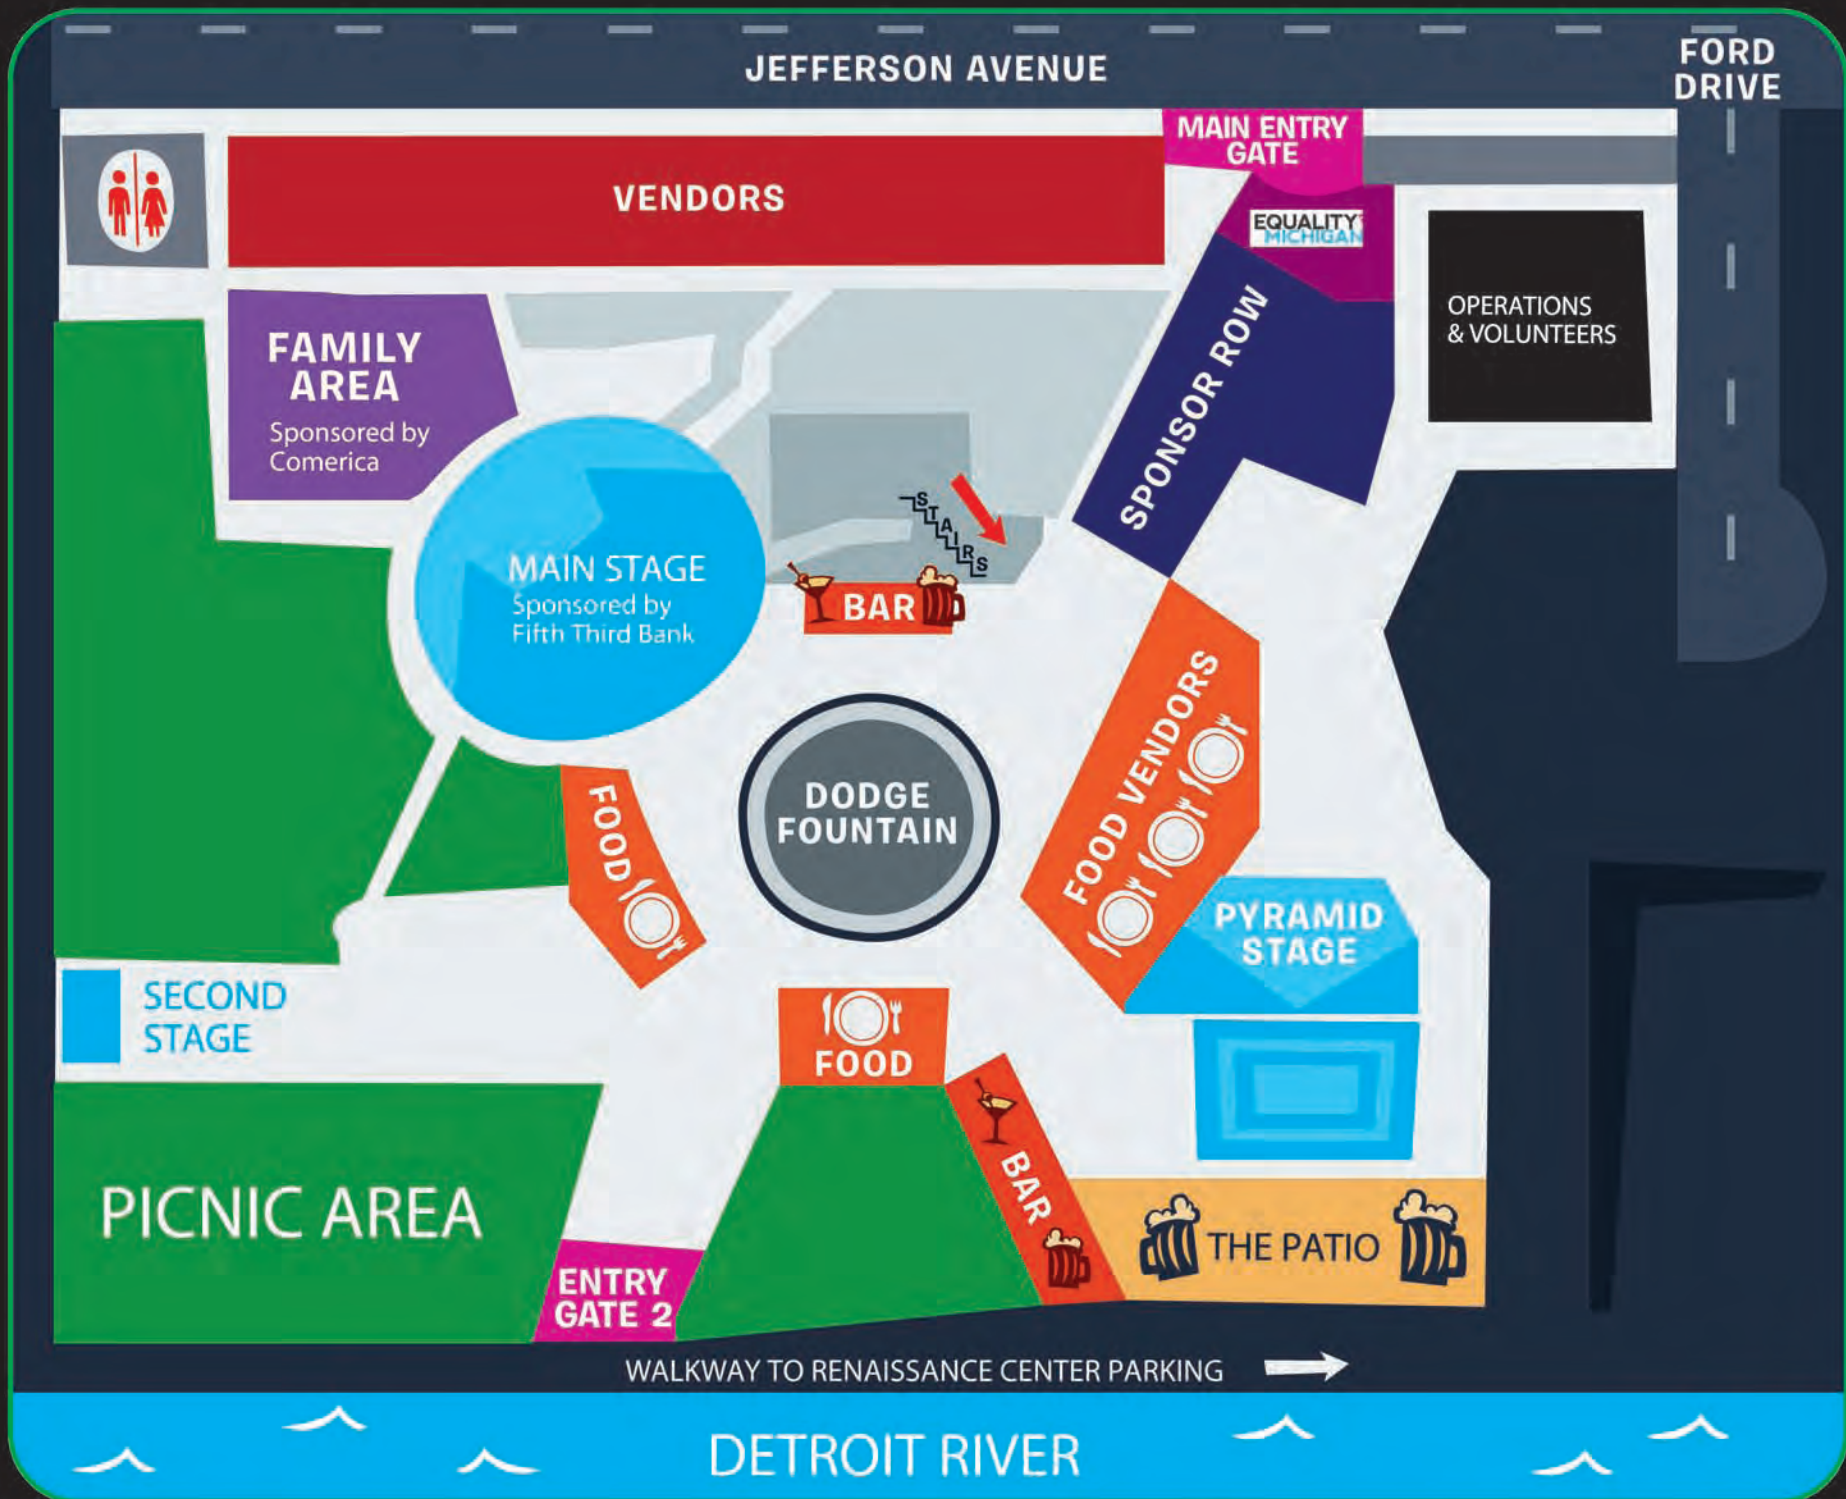 JEFFERSON AVENUE
FORD
DRIVE
MAIN ENTRY
GATE
VENDORS
EQUALITY
MICHIGAN
OPERATIONS
& VOLUNTEERS
FAMILY
AREA
Sponsored by
Comerica
SPONSOR ROW
STAIRS
MAIN STAGE
Sponsored by
Fifth Third Bank
BAR
FOOD VENDORS
DODGE
FOUNTAIN
FOOD
PYRAMID
STAGE
SECOND
STAGE
FOOD
BAR
PICNIC AREA
THE PATIO
ENTRY
GATE 2
WALKWAY TO RENAISSANCE CENTER PARKING
DETROIT RIVER